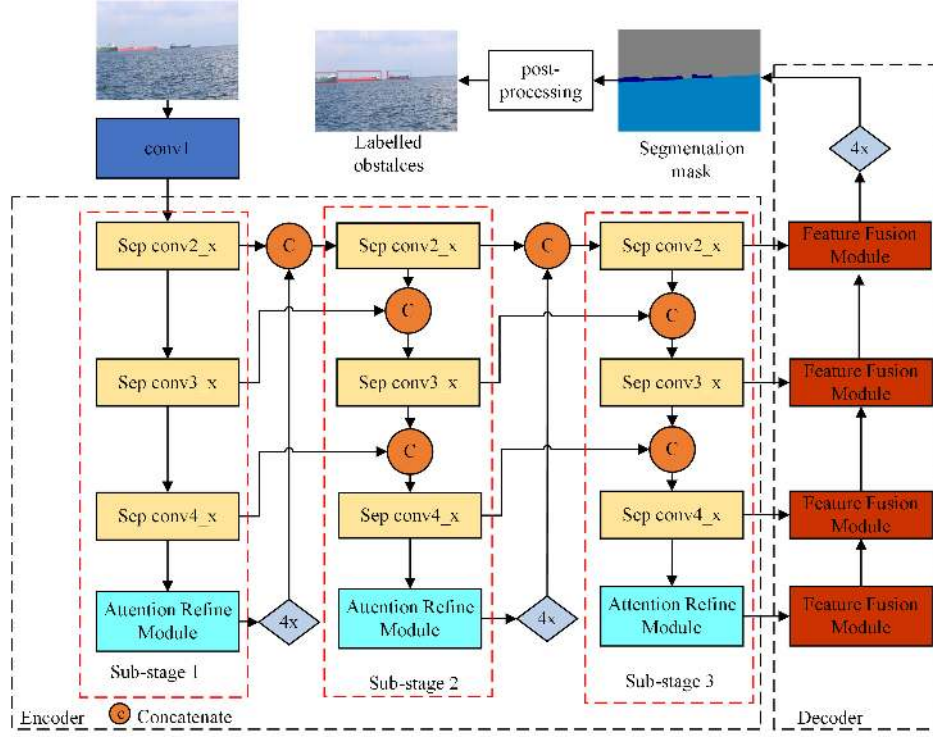 post-
processing
conv1
Labelled
obstalces
Segmentation
mask
4x
Sep conv2_x
C
Sep conv2_x
C
Sep conv2_x
Feature Fusion
Module
C
C
Sep conv3_x
Sep conv3_x
Sep conv3_x
Feature Fusion
Module
C
C
Sep conv4_x
Sep conv4_x
Sep conv4_x
Feature Fusion
Module
Attention Refine
Module
4x
Attention Refine
Module
4x
Attention Refine
Module
Feature Fusion
Module
Sub-stage 1
Sub-stage 2
Sub-stage 3
Encoder
c
Concatenate
Decoder